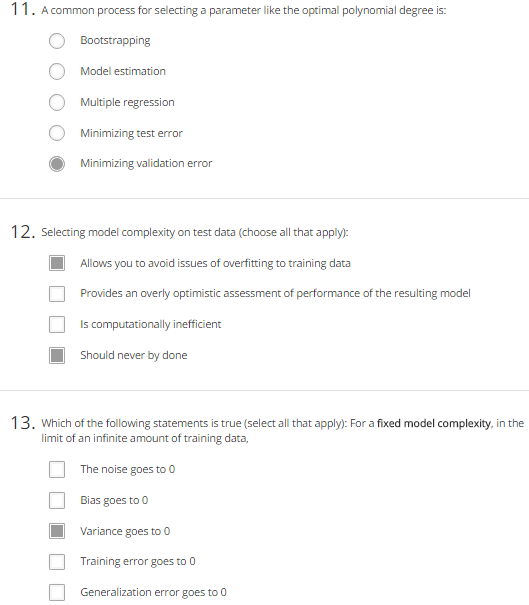 11. A common process for selecting a parameter like the optimal polynomial degree is:
Bootstrapping
Model estimation
Multiple regression
Minimizing test error
Minimizing validation error
12. Selecting model complexity on test data (choose all that apply):
Allows you to avoid issues of overfitting to training data
Provides an overly optimistic assessment of performance of the resulting model
Is computationally inefficient
Should never by done
13. Which of the following statements is true (select all that apply): For a fixed model complexity, in the
limit of an infinite amount of training data,
The noise goes to 0
Bias goes to 0
Variance goes to 0
Training error goes to 0
Generalization error goes to 0